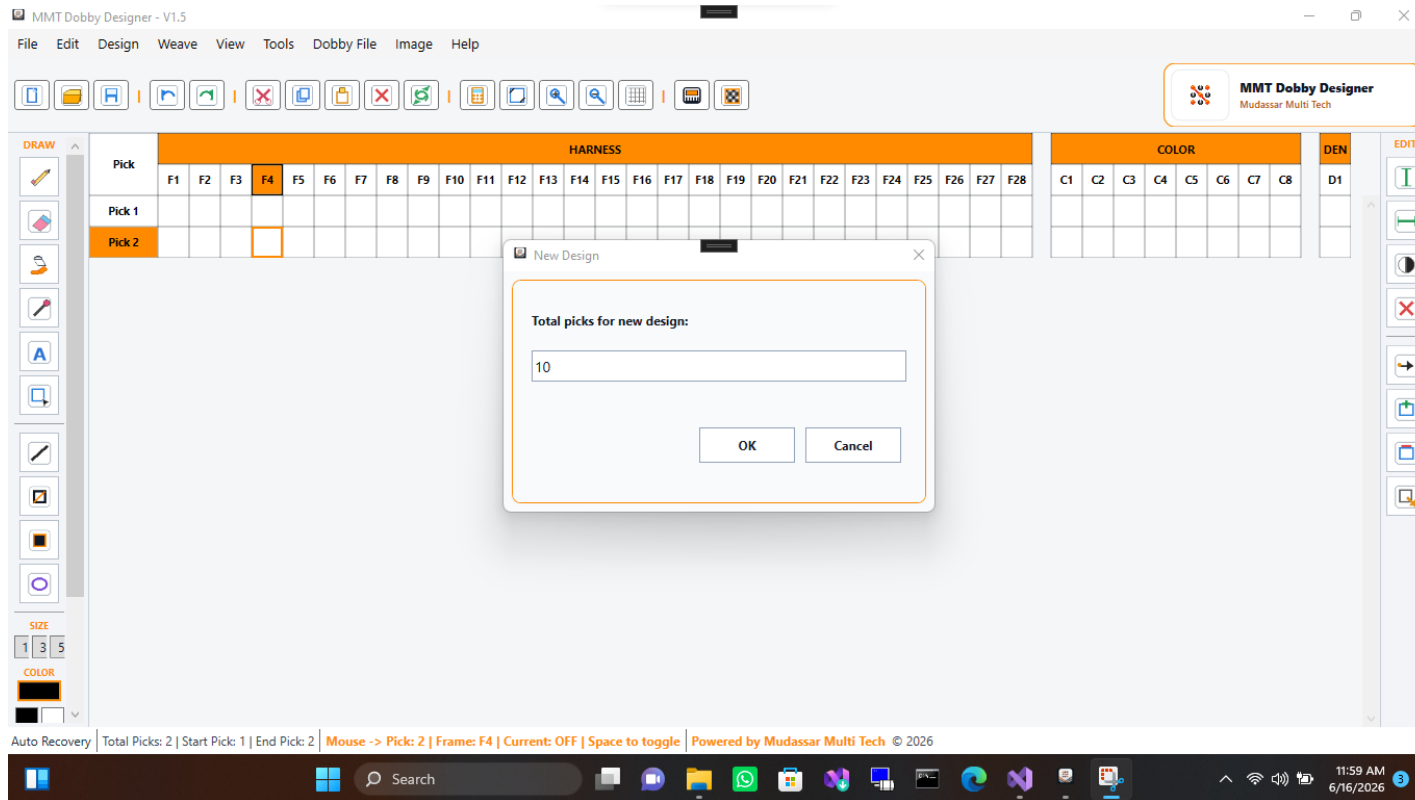 MMT Dobby Designer - V1.5
File Edit Design Weave View Tools Dobby File Image Help
MMT Dobby Designer
Mudassar Multi Tech
DRAW
Pick
HARNESS
COLOR
DEN
EDIT
F1 F2 F3 F4 F5 F6 F7 F8 F9 F10 F11 F12 F13 F14 F15 F16 F17 F18 F19 F20 F21 F22 F23 F24 F25 F26 F27 F28 C1 C2 C3 C4 C5 C6 C7 C8 D1
Pick 1
Pick 2
New Design
Total picks for new design:
10
OK Cancel
A
SIZE
1 3 5
COLOR
Auto Recovery Total Picks: 2 | Start Pick: 1 | End Pick: 2 Mouse -> Pick: 2 | Frame: F4 | Current: OFF | Space to toggle Powered by Mudassar Multi Tech © 2026
Search
11:59 AM
6/16/2026
3